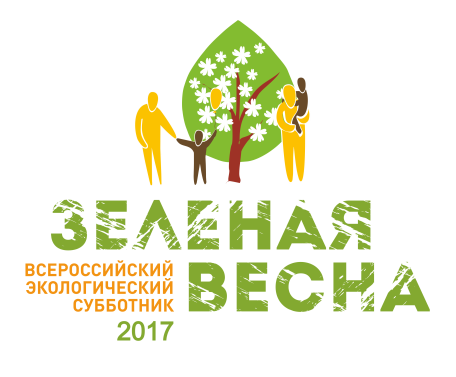 ЗЕЛЕНАЯ
ВЕСНА
ВСЕРОССИЙСКИЙ
ЭКОЛОГИЧЕСКИЙ
СУББОТНИК
2017